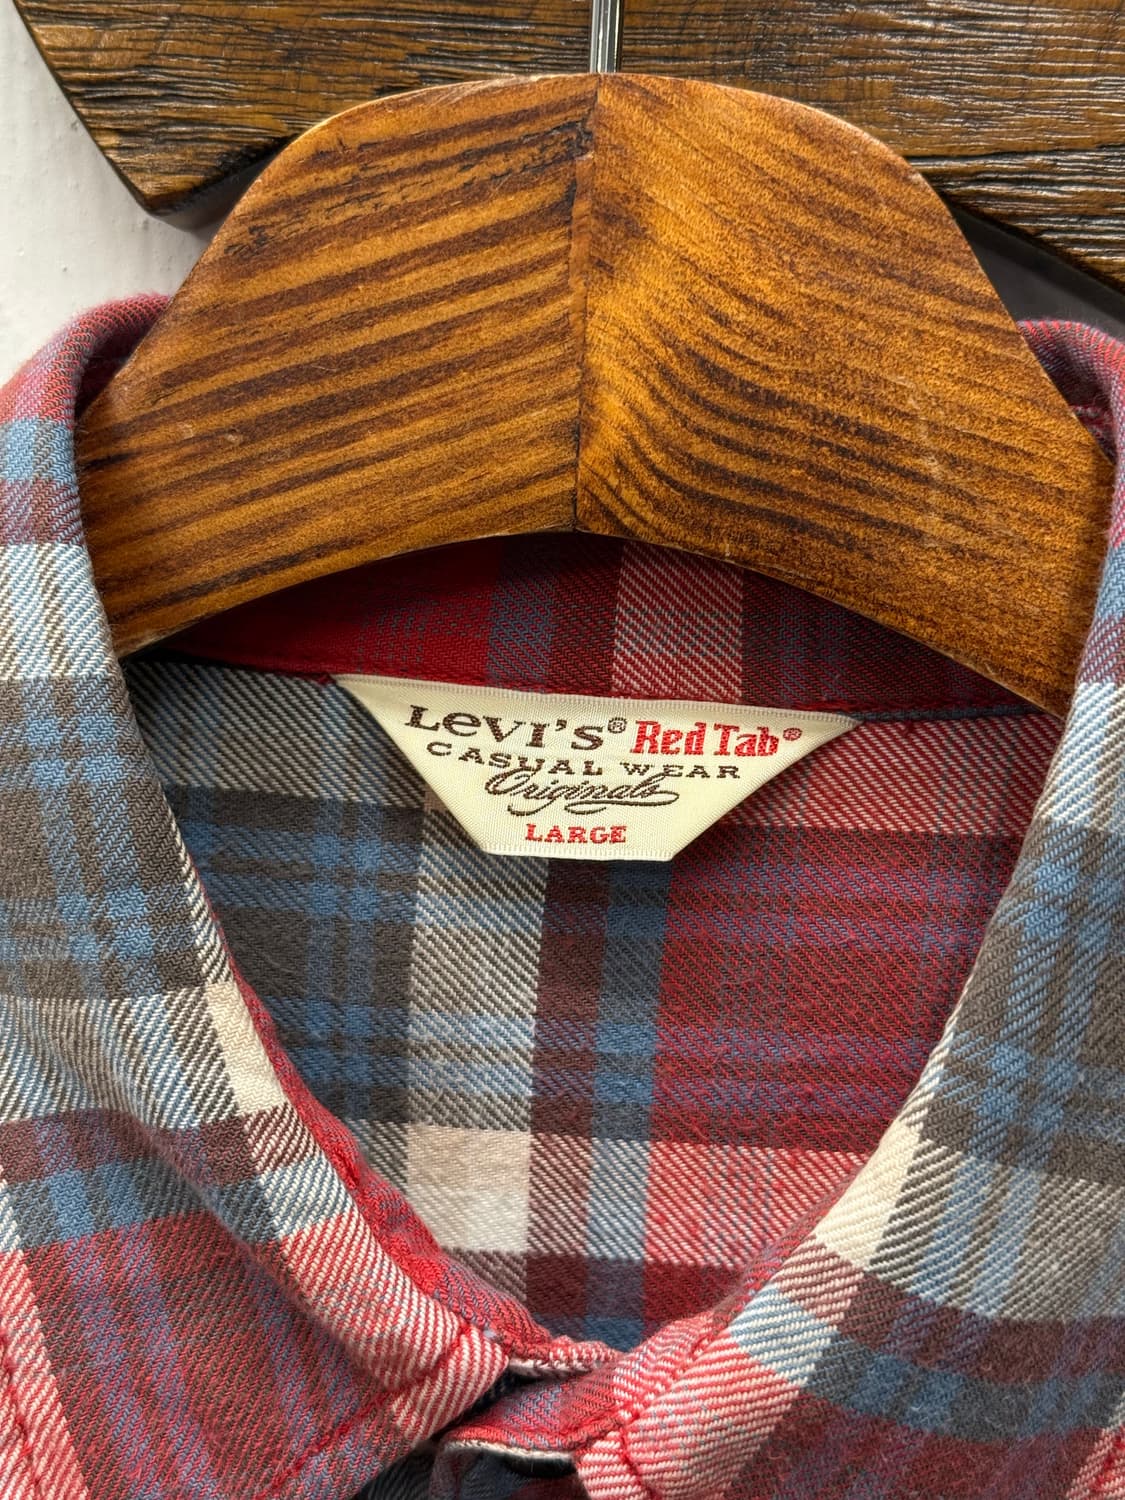 Levi's® Red Tab®
CASUAL WEAR
Originals
LARGE